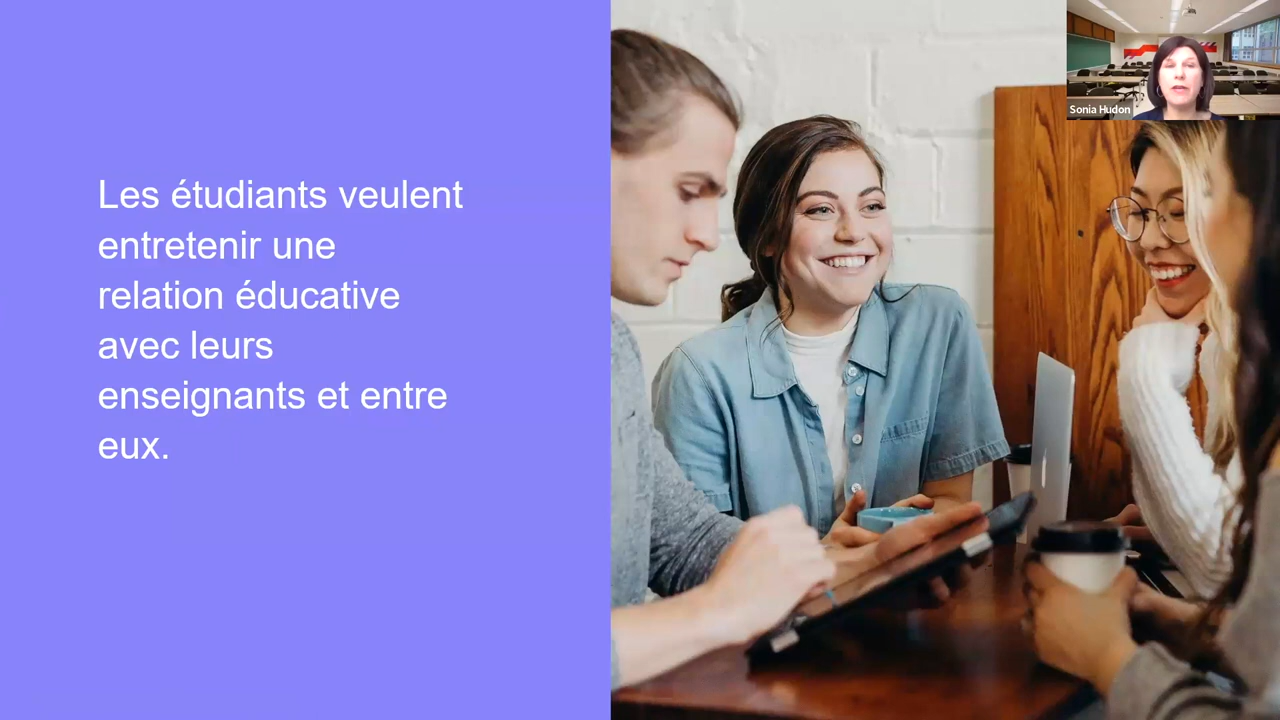 Les étudiants veulent
entretenir une
relation éducative
avec leurs
enseignants et entre
eux.
Sonia Hudon